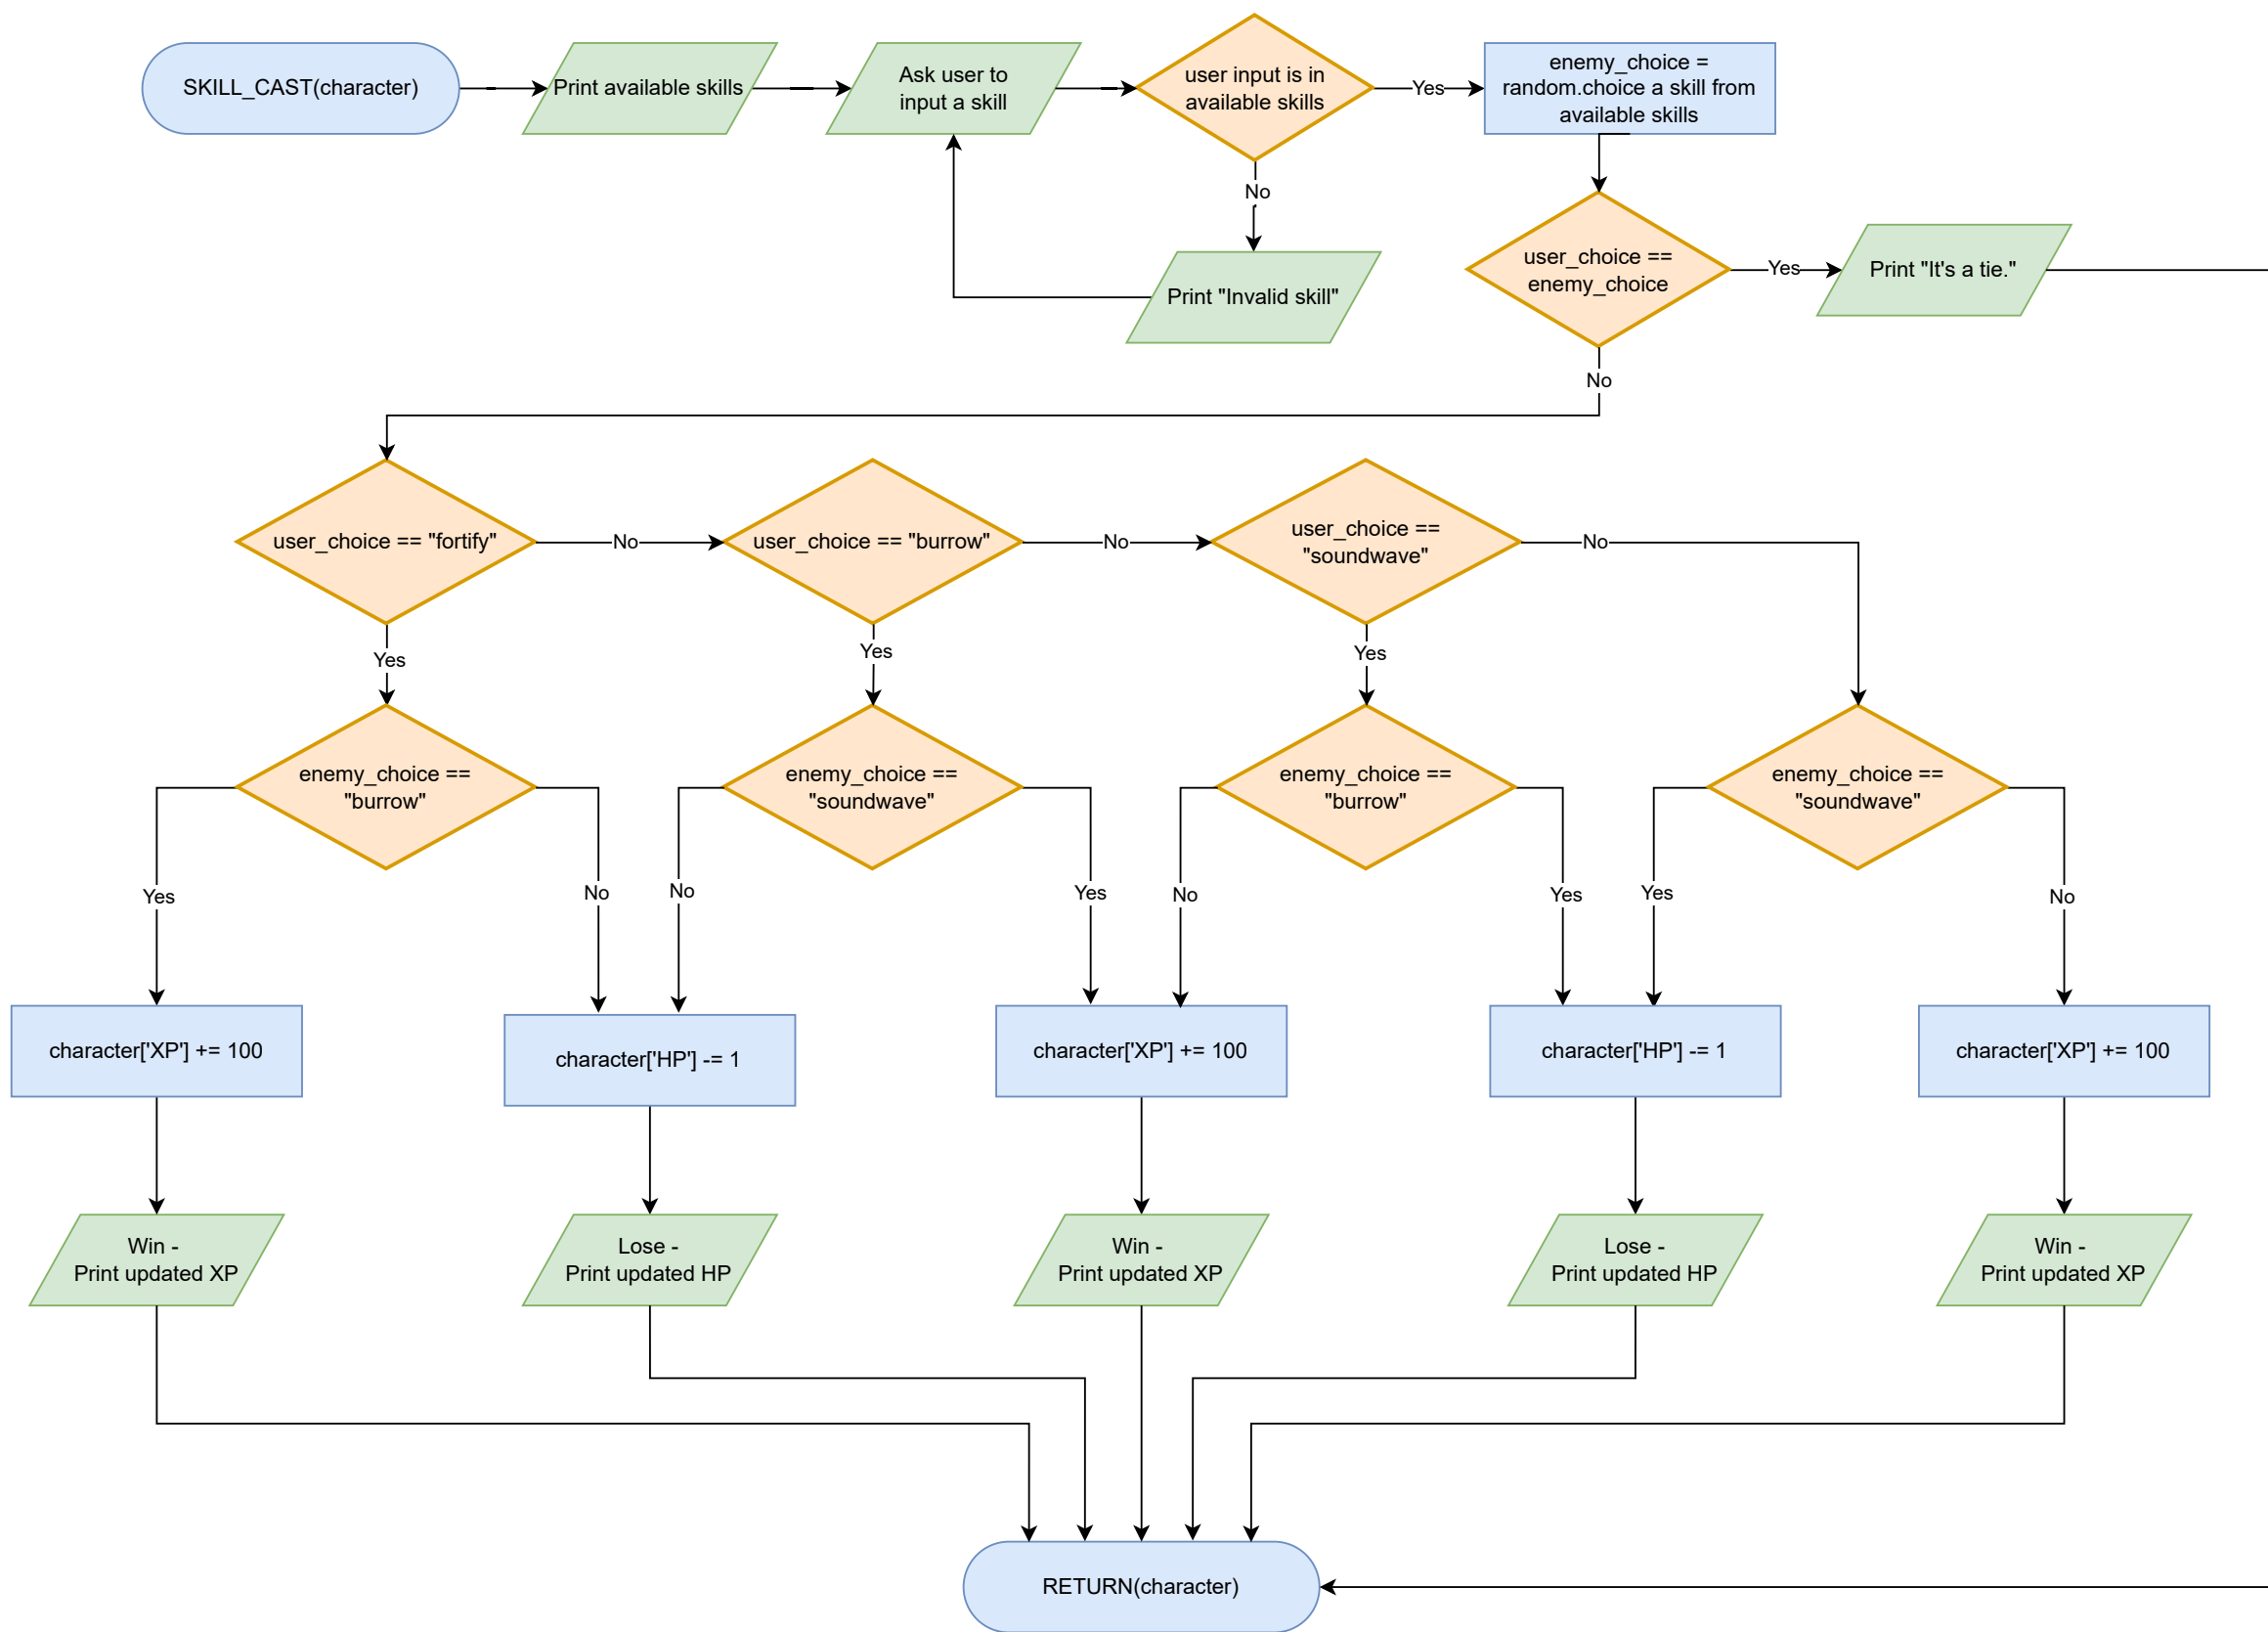 SKILL_CAST(character)
Print available skills
Ask user to
input a skill
user input is in
available skills
Yes
enemy_choice =
random.choice a skill from
available skills
No
Print "Invalid skill"
user_choice ==
enemy_choice
Yes
Print "It's a tie."
No
user_choice == "fortify"
No
user_choice == "burrow"
No
user_choice ==
"soundwave"
No
Yes
Yes
Yes
enemy_choice ==
"burrow"
enemy_choice ==
"soundwave"
enemy_choice ==
"burrow"
enemy_choice ==
"soundwave"
Yes
No
No
Yes
No
Yes
Yes
No
character['XP'] += 100
character['HP'] -= 1
character['XP'] += 100
character['HP'] -= 1
character['XP'] += 100
Win -
Print updated XP
Lose -
Print updated HP
Win -
Print updated XP
Lose -
Print updated HP
Win -
Print updated XP
RETURN(character)